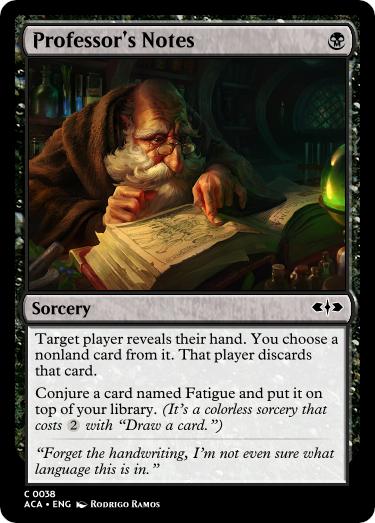 Professor's Notes
Sorcery
Target player reveals their hand. You choose a
nonland card from it. That player discards
that card.
Conjure a card named Fatigue and put it on
top of your library. (It's a colorless sorcery that
costs 2 with “Draw a card.”)
“Forget the handwriting, I'm not even sure what
language this is in.”
C 0038
ACA • ENG Rodrigo Ramos